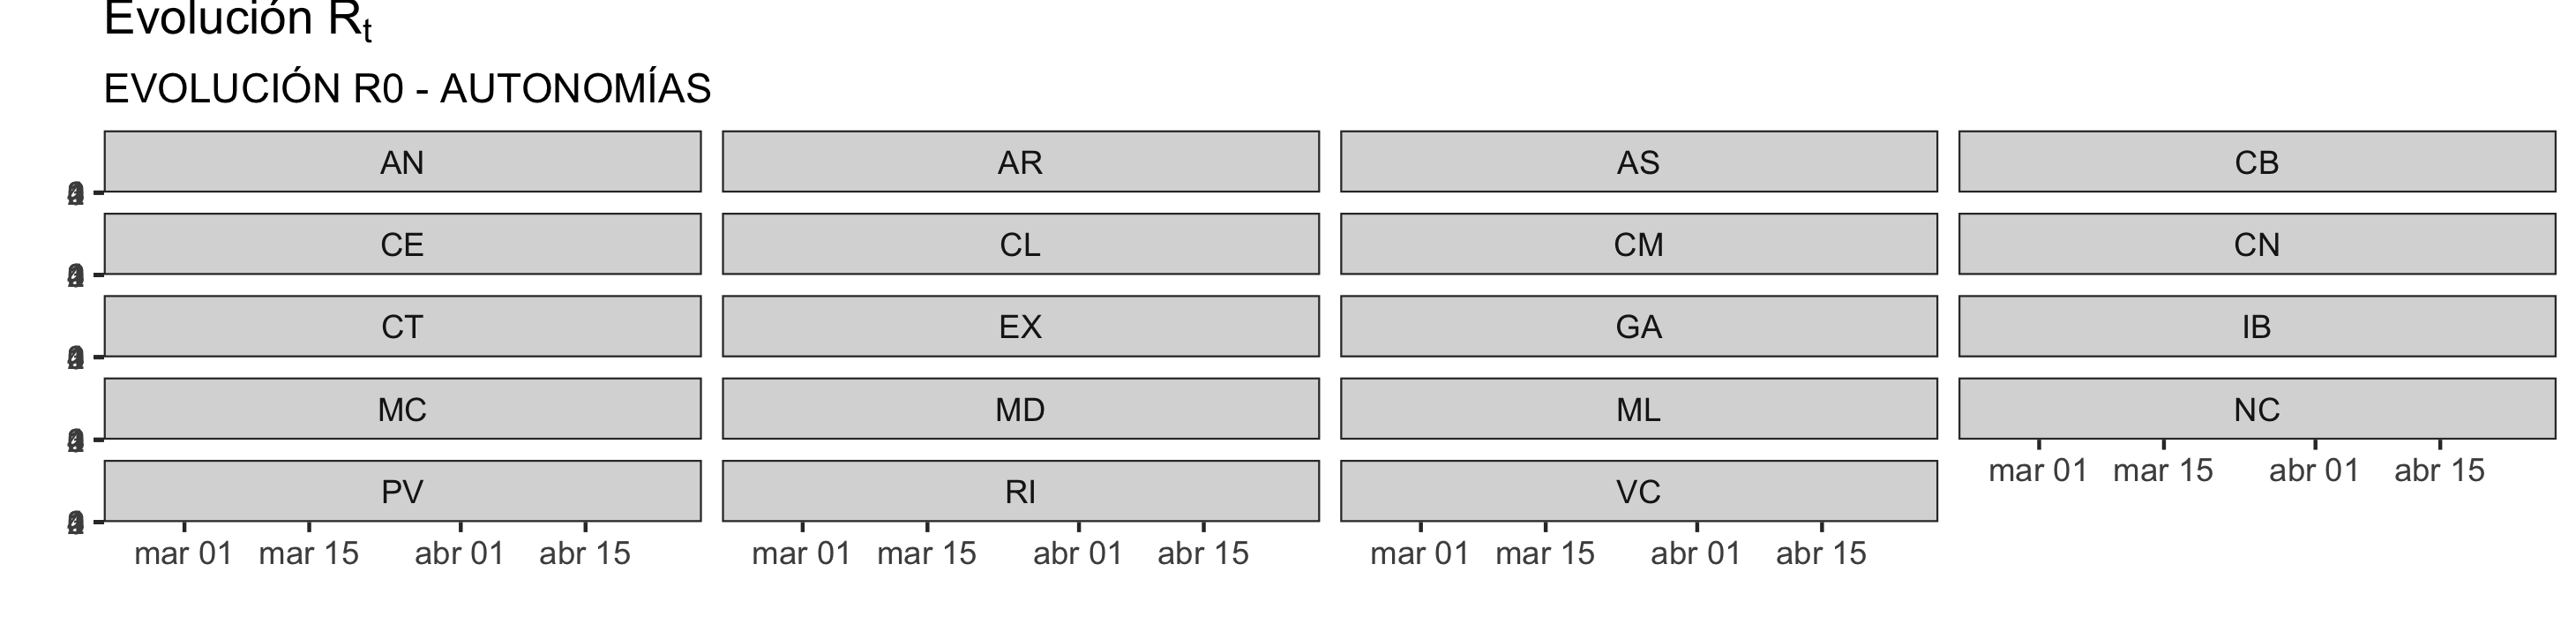 Evolución Rt
EVOLUCIÓN R0 - AUTONOMÍAS
AN AR AS CB
CE CL CM CN
CT EX GA IB
MC MD ML NC
mar 01 mar 15 abr 01 abr 15
PV RI VC
mar 01 mar 15 abr 01 abr 15 mar 01 mar 15 abr 01 abr 15 mar 01 mar 15 abr 01 abr 15